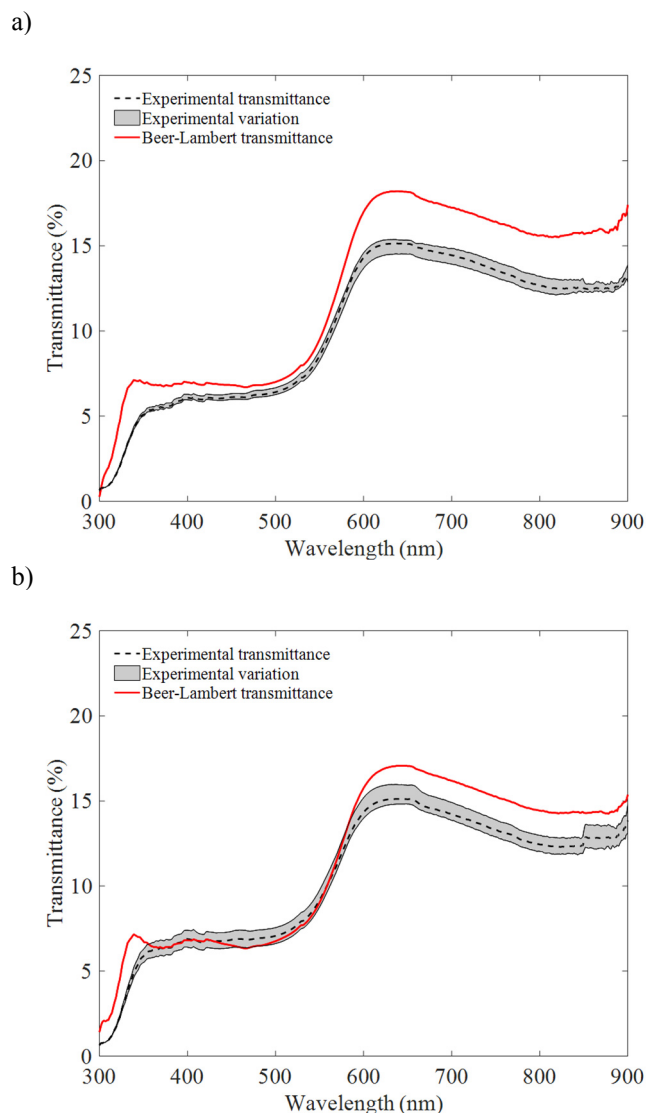 a)
25
20
15
10
5
0
Transmittance (%)
Experimental transmittance
Experimental variation
Beer-Lambert transmittance
300 400 500 600 700 800 900
Wavelength (nm)
b)
25
20
15
10
5
0
Transmittance (%)
Experimental transmittance
Experimental variation
Beer-Lambert transmittance
300 400 500 600 700 800 900
Wavelength (nm)